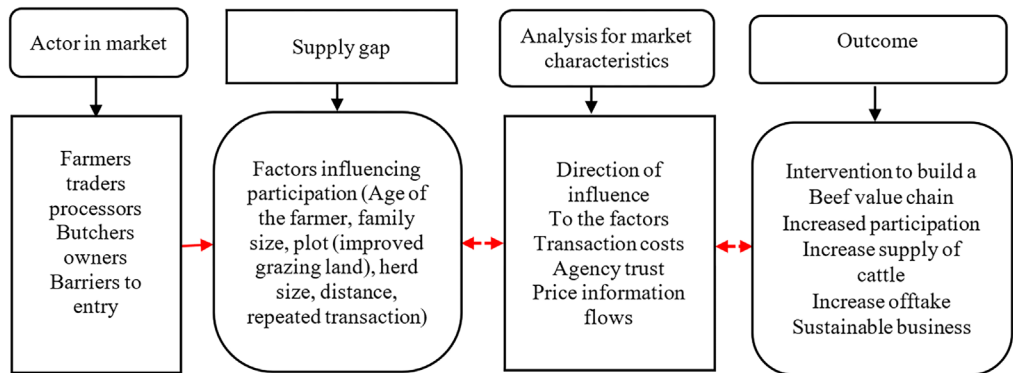 Actor in market
Supply gap
Analysis for market
characteristics
Outcome
Farmers
traders
processors
Butchers
owners
Barriers to
entry
Factors influencing
participation (Age of
the farmer, family
size, plot (improved
grazing land), herd
size, distance,
repeated transaction)
Direction of
influence
To the factors
Transaction costs
Agency trust
Price information
flows
Intervention to build a
Beef value chain
Increased participation
Increase supply of
cattle
Increase offtake
Sustainable business